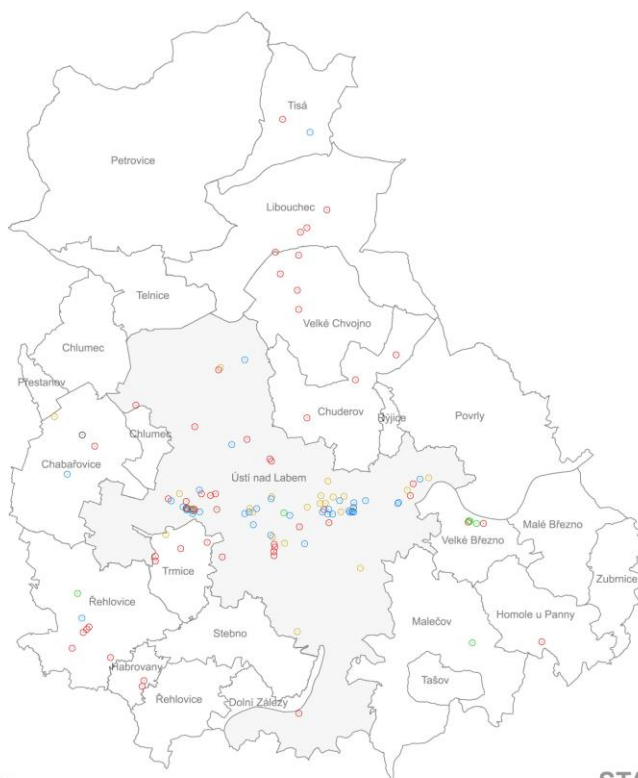 Tisá
Petrovice
Libouchec
Telnice
Velké Chvojno
Chlumec
Přestanov
Chuderov
Rýjice
Povrly
Chlumec
Chabařovice
Ústí nad Labem
Velké Březno
Malé Březno
Trmice
Zubrnice
Řehlovice
Stebno
Malečov
Homole u Panny
Habrovany
Řehlovice
Dolní Zálezly
Tašov